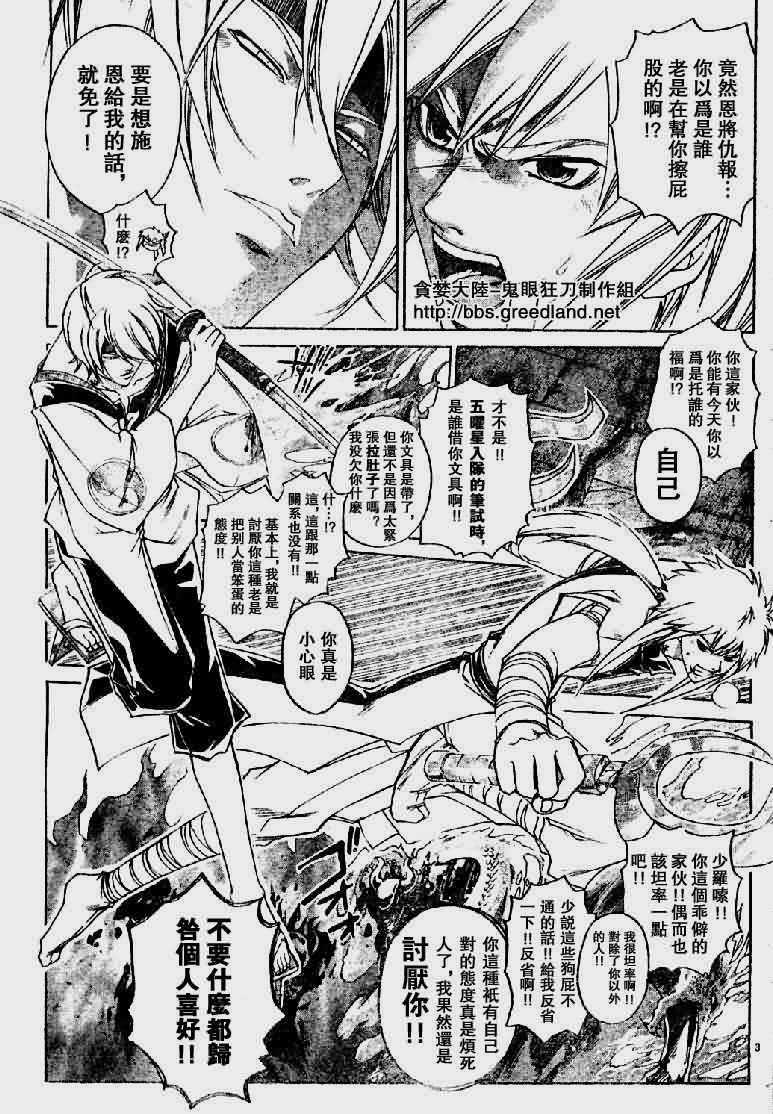 竟然恩將仇報…
你以爲是誰
老是在幫你擦屁
股的啊!?
要是想施
恩給我的話，
就免了！
什麼!?
貪婪大陸-鬼眼狂刀制作組
http://bbs.greedland.net
你這家伙！
你能有今天你以
爲是托誰的
福啊!?
自己
才不是!!
五曜星入隊的筆試時，
是誰借你文具啊!!
你文具是帶了，
但還不是因爲太緊
張拉肚子了嗎？
我没欠你什麼
什…!?
這，這跟那一點
關系也没有!!
基本上，我就是
討厭你這種老是
把别人當笨蛋的
態度!!
你真是
小心眼
少羅嗦!!
你這個乖僻的
家伙!!偶而也
該坦率一點
吧!!
我很坦率啊!!
對除了你以外
的人!!
少說這些狗屁不
通的話!!給我反省
一下!!反省啊!!
你這種衹有自己
對的態度真是煩死
人了，我果然還是
討厭你!!
不要什麼都歸
咎個人喜好!!
ゴオオ
3